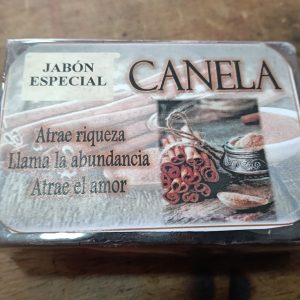 JABÓN
ESPECIAL
CANELA
Atrae riqueza
Llama la abundancia
Atrae el amor